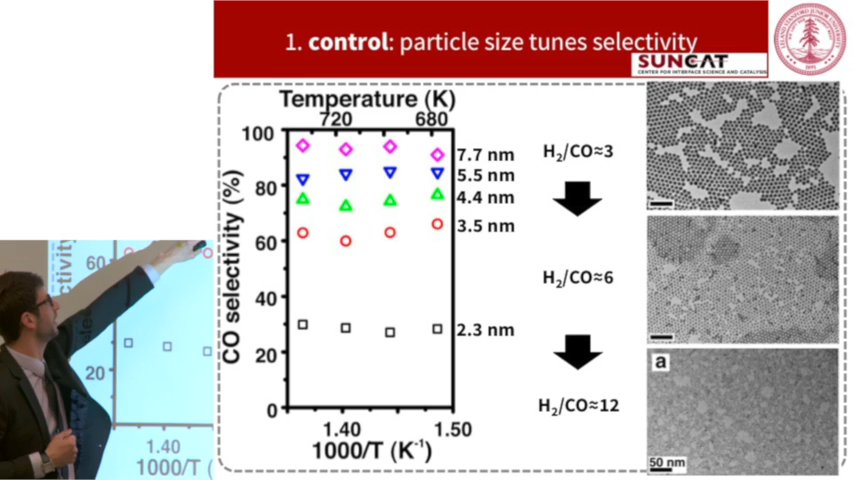 1. control: particle size tunes selectivity
SUNCAT
CENTER FOR INTERFACE SCIENCE AND CATALYSIS
Temperature (K)
720 680
100
80
60
40
20
0
CO selectivity (%)
7.7 nm
5.5 nm
4.4 nm
3.5 nm
2.3 nm
1.40 1.50
1000/T (K⁻¹)
H₂/CO≈3
H₂/CO≈6
H₂/CO≈12
a
50 nm
ctivity
60
20
1.40
1000/T (